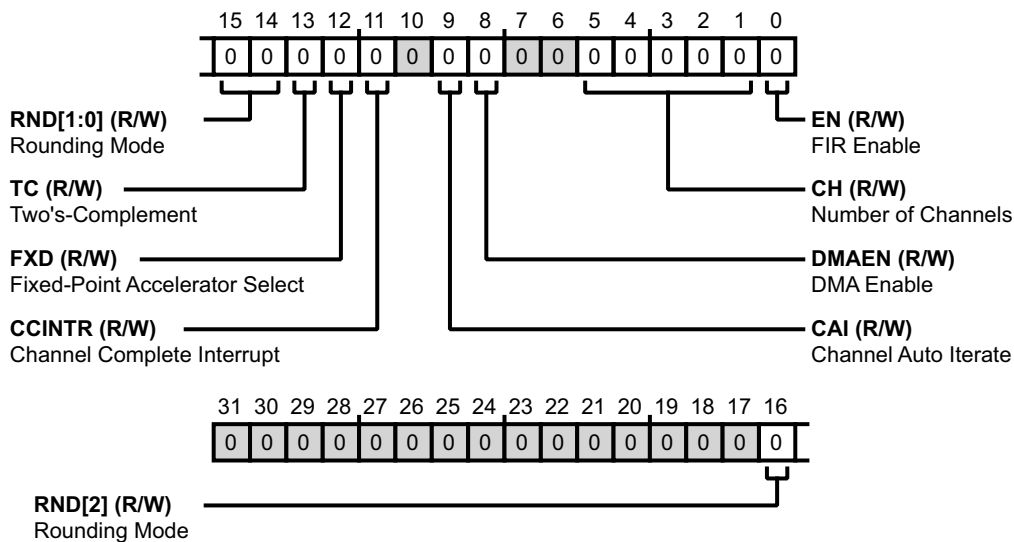 15 14 13 12 11 10 9 8 7 6 5 4 3 2 1 0
0 0 0 0 0 0 0 0 0 0 0 0 0 0 0 0
RND[1:0] (R/W)
Rounding Mode
EN (R/W)
FIR Enable
TC (R/W)
Two's-Complement
CH (R/W)
Number of Channels
FXD (R/W)
Fixed-Point Accelerator Select
DMAEN (R/W)
DMA Enable
CCINTR (R/W)
Channel Complete Interrupt
CAI (R/W)
Channel Auto Iterate
31 30 29 28 27 26 25 24 23 22 21 20 19 18 17 16
0 0 0 0 0 0 0 0 0 0 0 0 0 0 0 0
RND[2] (R/W)
Rounding Mode